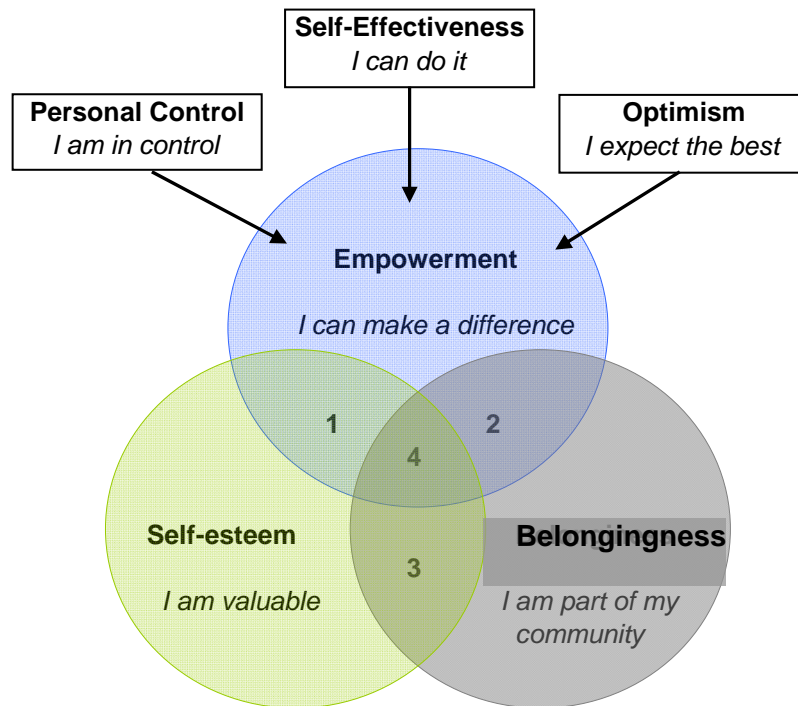 Self-Effectiveness
I can do it
Personal Control
I am in control
Optimism
I expect the best
Empowerment
I can make a difference
1
2
4
Self-esteem
Belongingness
3
I am valuable
I am part of my
community